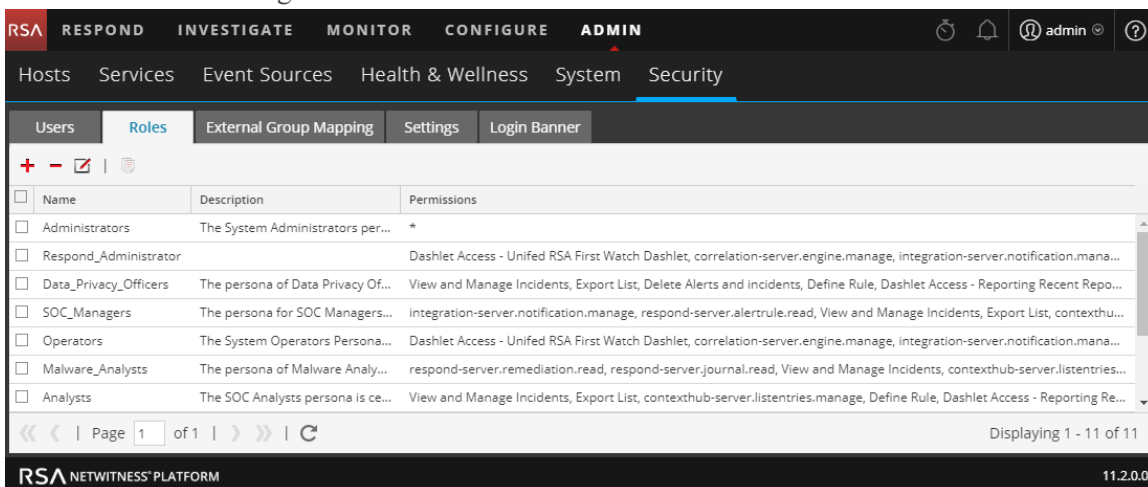 RSA RESPOND INVESTIGATE MONITOR CONFIGURE ADMIN admin ?
Hosts Services Event Sources Health & Wellness System Security
Users Roles External Group Mapping Settings Login Banner
Name Description Permissions
Administrators The System Administrators per... *
Respond_Administrator Dashlet Access - Unifed RSA First Watch Dashlet, correlation-server.engine.manage, integration-server.notification.mana...
Data_Privacy_Officers The persona of Data Privacy Of... View and Manage Incidents, Export List, Delete Alerts and incidents, Define Rule, Dashlet Access - Reporting Recent Repo...
SOC_Managers The persona for SOC Managers... integration-server.notification.manage, respond-server.alertrule.read, View and Manage Incidents, Export List, contexthu...
Operators The System Operators Persona... Dashlet Access - Unifed RSA First Watch Dashlet, correlation-server.engine.manage, integration-server.notification.mana...
Malware_Analysts The persona of Malware Analy... respond-server.remediation.read, respond-server.journal.read, View and Manage Incidents, contexthub-server.listentries...
Analysts The SOC Analysts persona is ce... View and Manage Incidents, Export List, contexthub-server.listentries.manage, Define Rule, Dashlet Access - Reporting Re...
Page 1 of 1 Displaying 1 - 11 of 11
RSA NETWITNESS® PLATFORM 11.2.0.0